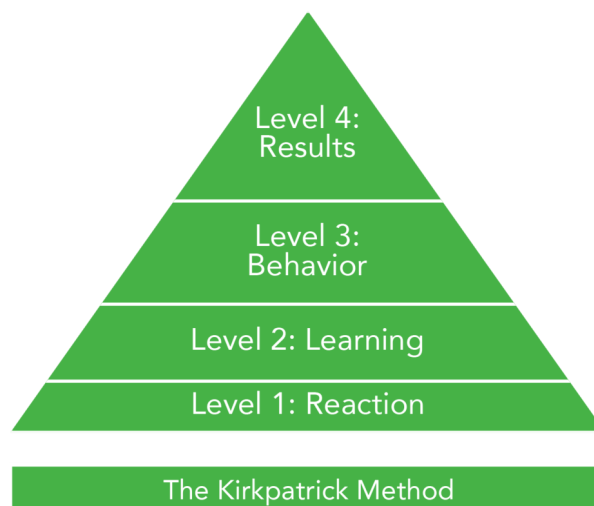 Level 4:
Results
Level 3:
Behavior
Level 2: Learning
Level 1: Reaction
The Kirkpatrick Method